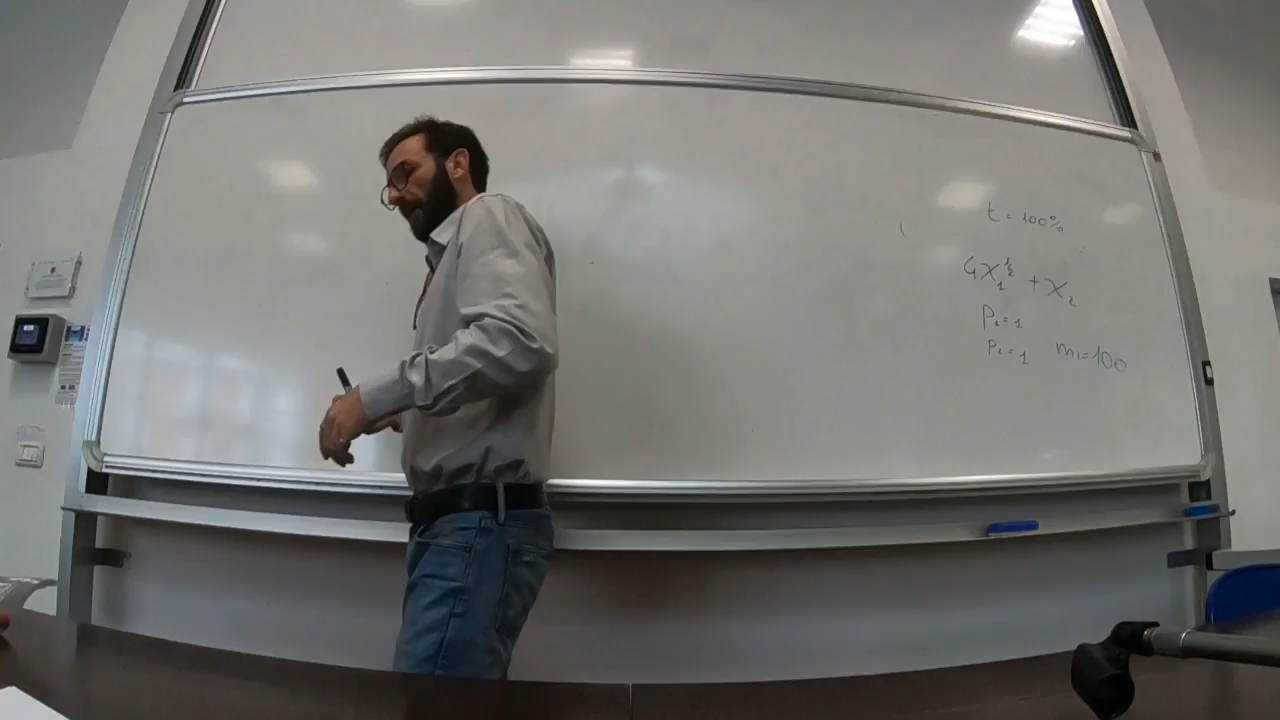 t = 100%
4x₁^½ + x₂
P₁=1
P₂=1 m=100